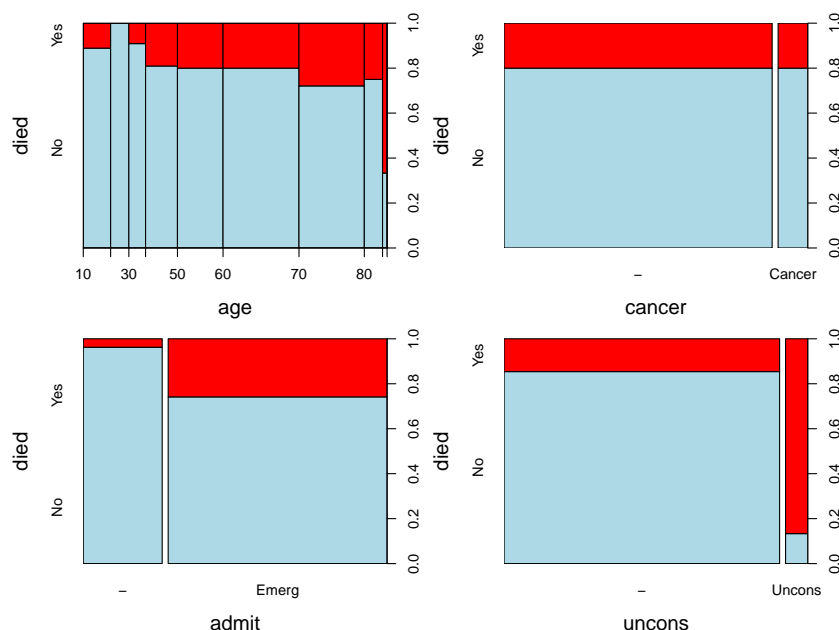 died
Yes
No
0.0 0.2 0.4 0.6 0.8 1.0
10 30 50 60 70 80
age
died
Yes
No
0.0 0.2 0.4 0.6 0.8 1.0
– Cancer
cancer
died
Yes
No
0.0 0.2 0.4 0.6 0.8 1.0
– Emerg
admit
died
Yes
No
0.0 0.2 0.4 0.6 0.8 1.0
– Uncons
uncons